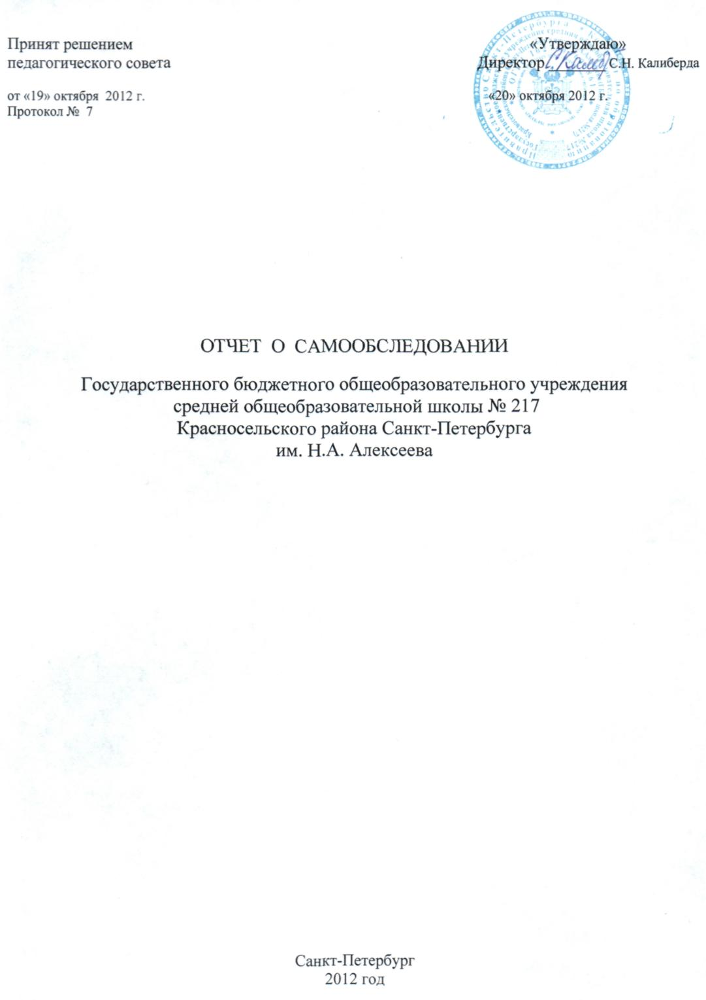 Принят решением
педагогического совета
от «19» октября 2012 г.
Протокол № 7
«Утверждаю»
Директор С.Н. Калиберда
«20» октября 2012 г.
ОТЧЕТ О САМООБСЛЕДОВАНИИ
Государственного бюджетного общеобразовательного учреждения
средней общеобразовательной школы № 217
Красносельского района Санкт-Петербурга
им. Н.А. Алексеева
Санкт-Петербург
2012 год